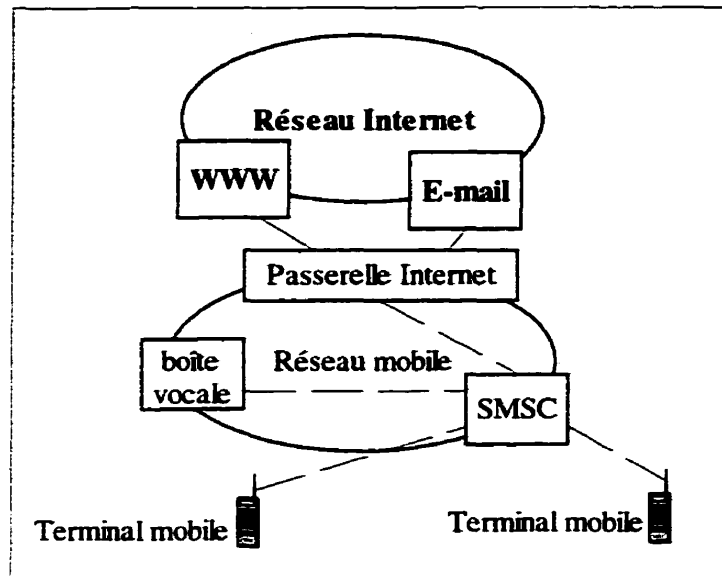 Réseau Internet
WWW
E-mail
Passerelle Internet
boîte
vocale
Réseau mobile
SMSC
Terminal mobile
Terminal mobile